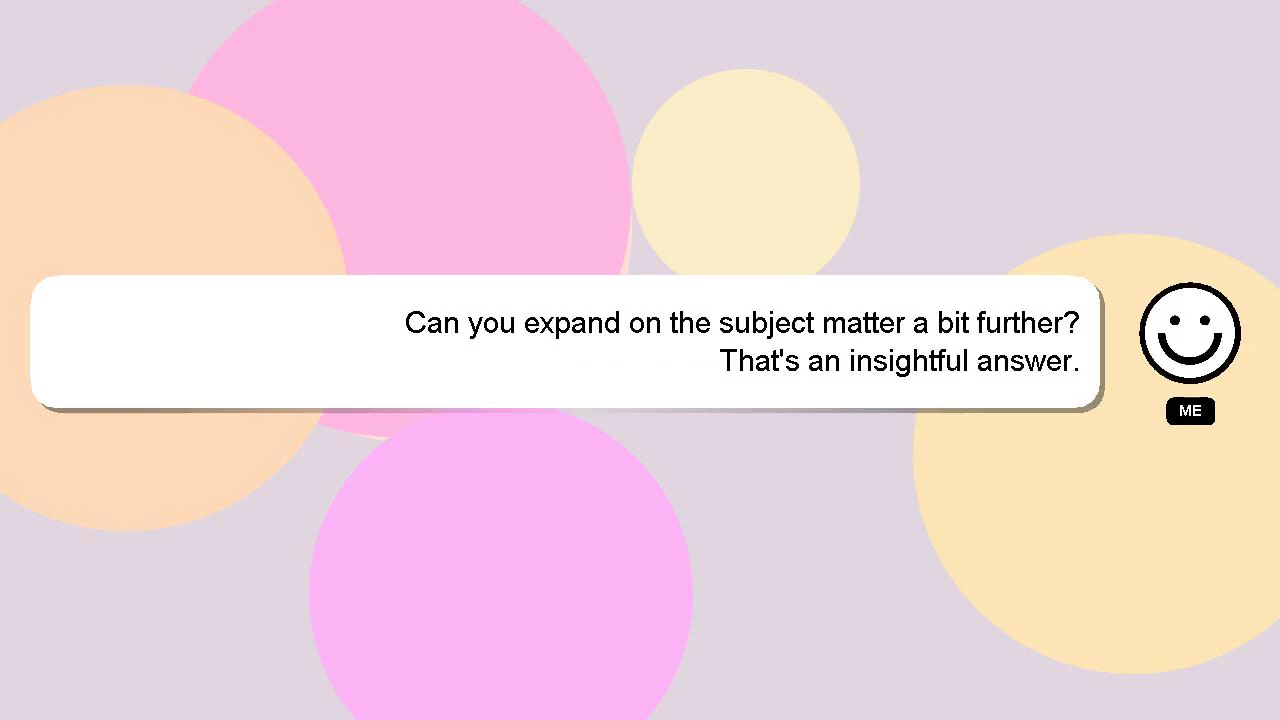 Can you expand on the subject matter a bit further?
That's an insightful answer.
ME